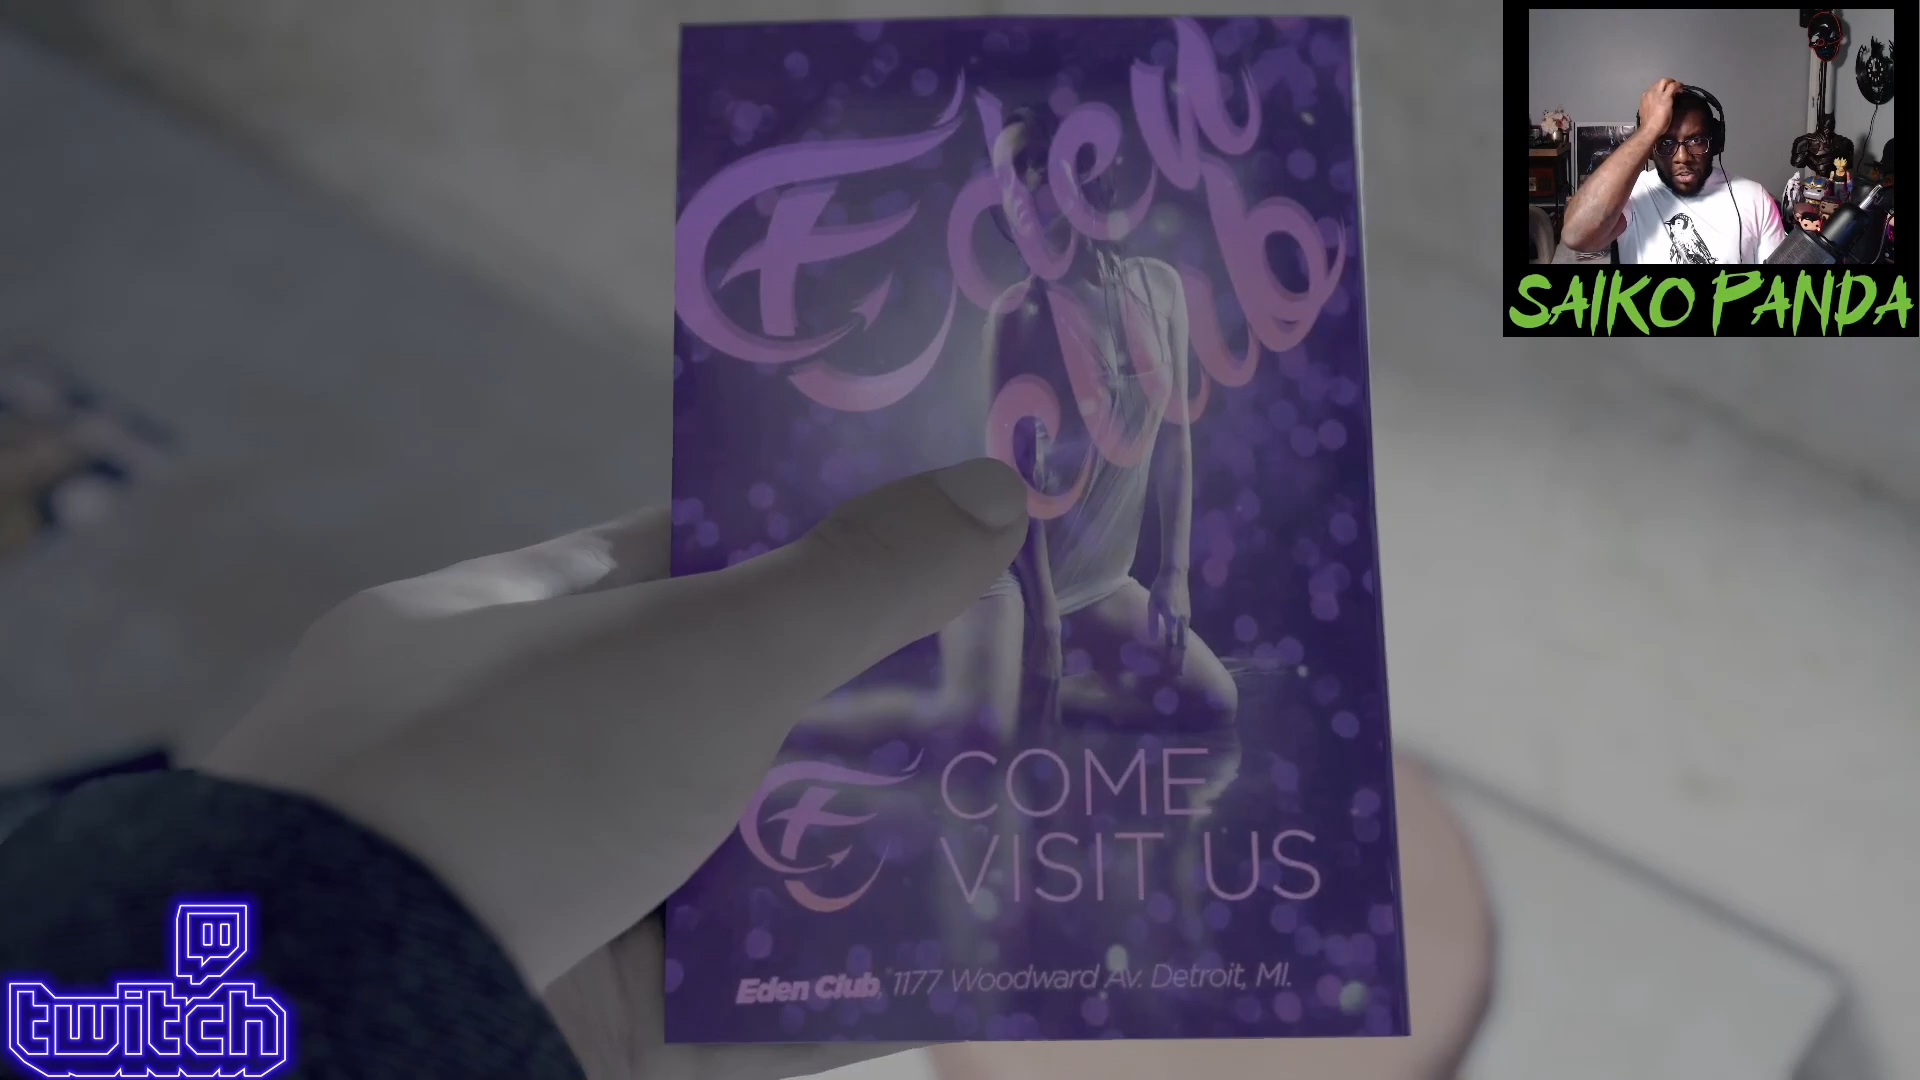 Eden
Club
SAIKO PANDA
COME
VISIT US
Eden Club, 1177 Woodward Av. Detroit, MI.
twitch